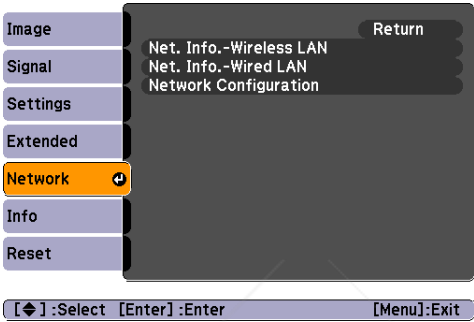 Image
Signal
Settings
Extended
Network
Info
Reset
Return
Net. Info.-Wireless LAN
Net. Info.-Wired LAN
Network Configuration
[ ] :Select [Enter] :Enter [Menu]:Exit